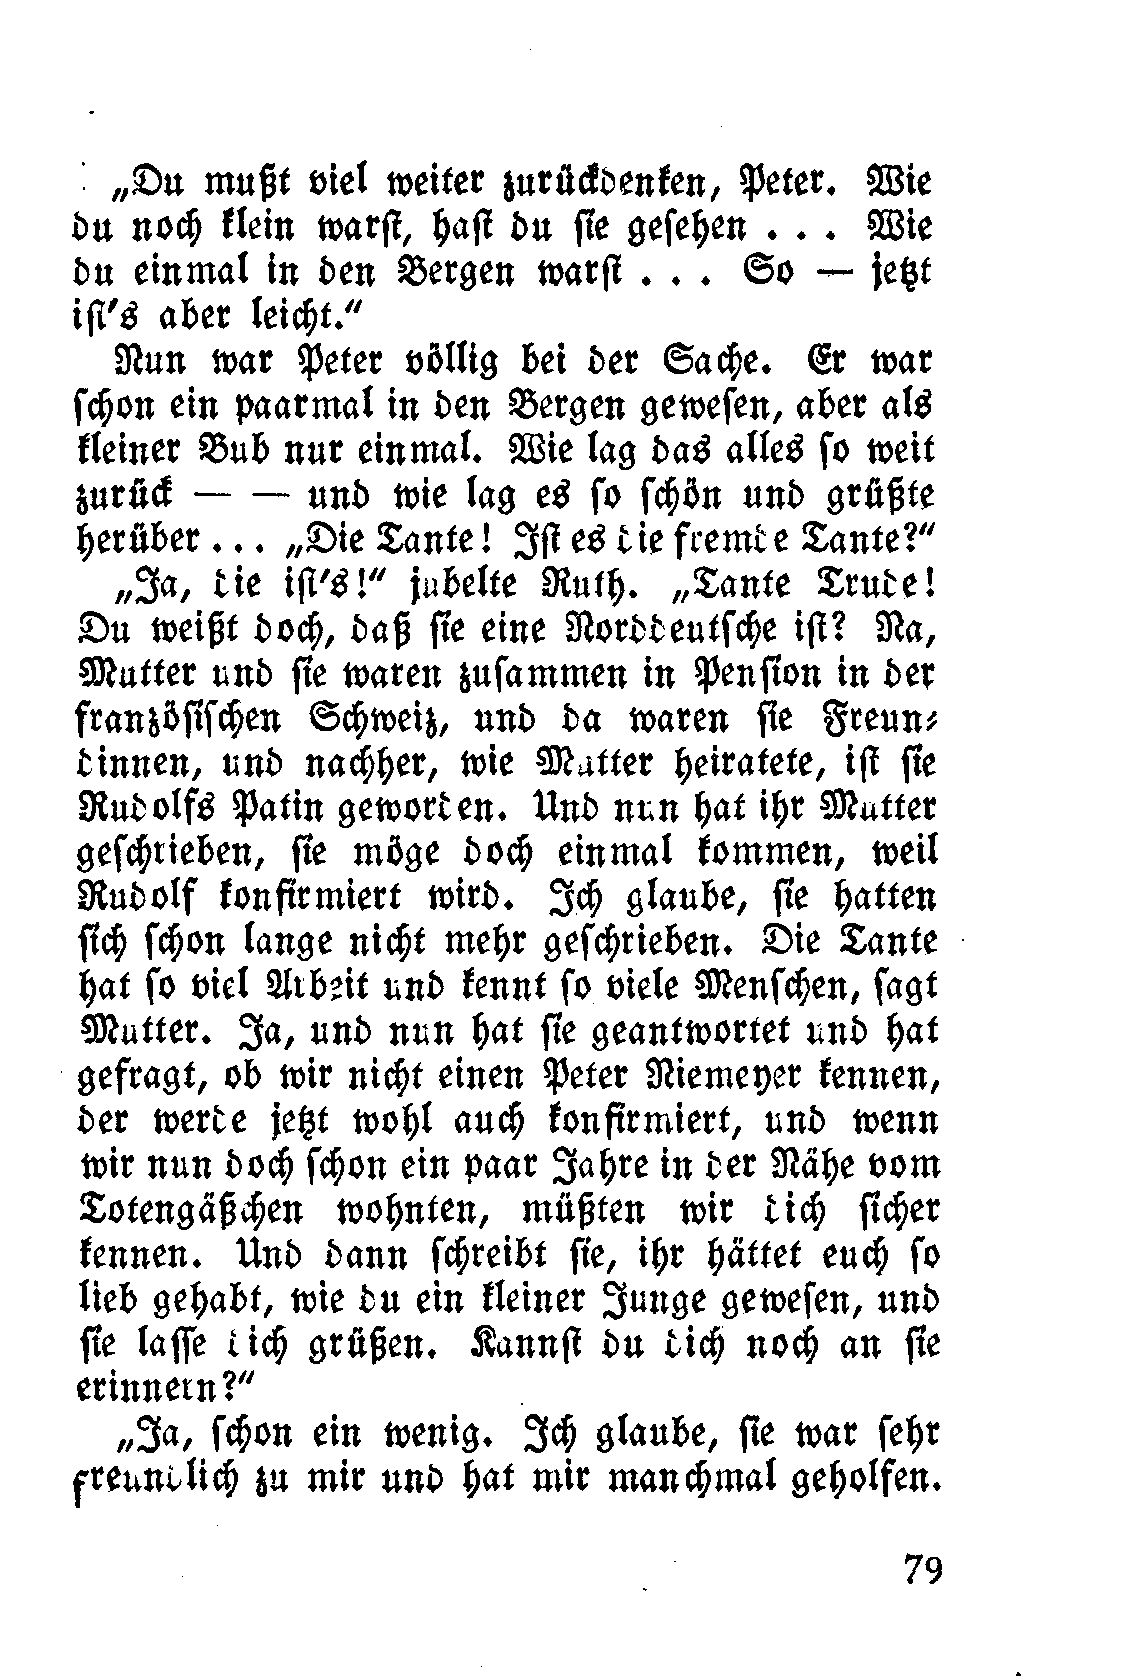 „Du mußt viel weiter zurückdenken, Peter. Wie
du noch klein warst, hast du sie gesehen . . . Wie
du einmal in den Bergen warst . . . So — jetzt
ist's aber leicht.“
Nun war Peter völlig bei der Sache. Er war
schon ein paarmal in den Bergen gewesen, aber als
kleiner Bub nur einmal. Wie lag das alles so weit
zurück — — und wie lag es so schön und grüßte
herüber . . . „Die Tante! Ist es die fremde Tante?“
„Ja, die ist's!“ jubelte Ruth. „Tante Trude!
Du weißt doch, daß sie eine Norddeutsche ist? Na,
Mutter und sie waren zusammen in Pension in der
französischen Schweiz, und da waren sie Freun-
dinnen, und nachher, wie Mutter heiratete, ist sie
Rudolfs Patin geworden. Und nun hat ihr Mutter
geschrieben, sie möge doch einmal kommen, weil
Rudolf konfirmiert wird. Ich glaube, sie hatten
sich schon lange nicht mehr geschrieben. Die Tante
hat so viel Arbeit und kennt so viele Menschen, sagt
Mutter. Ja, und nun hat sie geantwortet und hat
gefragt, ob wir nicht einen Peter Niemeyer kennen,
der werde jetzt wohl auch konfirmiert, und wenn
wir nun doch schon ein paar Jahre in der Nähe vom
Totengäßchen wohnten, müßten wir dich sicher
kennen. Und dann schreibt sie, ihr hättet euch so
lieb gehabt, wie du ein kleiner Junge gewesen, und
sie lasse dich grüßen. Kannst du dich noch an sie
erinnern?“
„Ja, schon ein wenig. Ich glaube, sie war sehr
freundlich zu mir und hat mir manchmal geholfen.
79